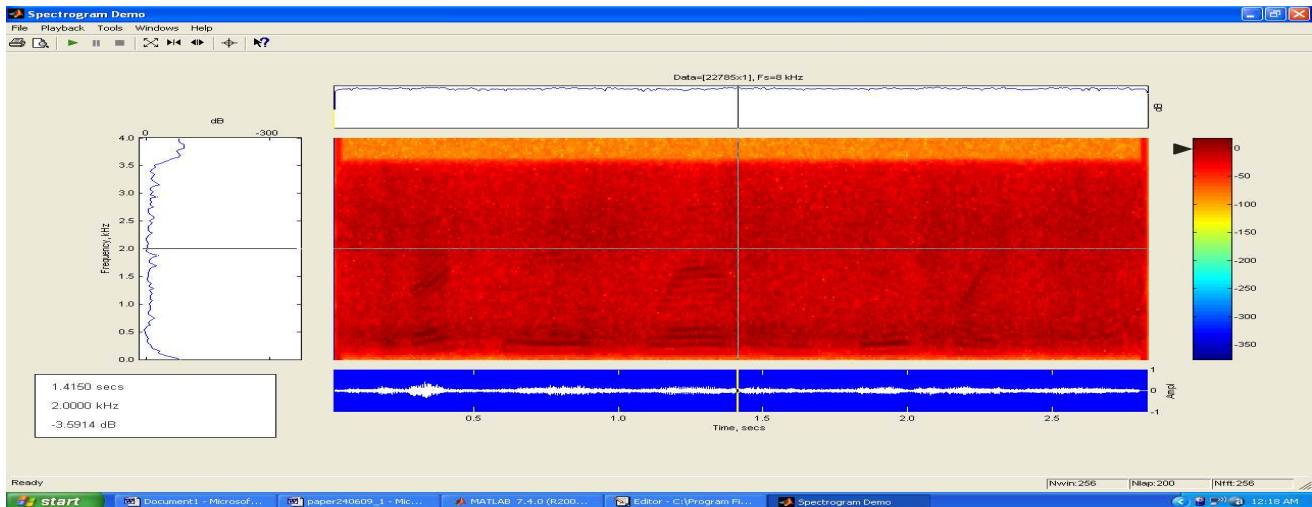 Spectrogram Demo
File Playback Tools Windows Help
Data=[22785x1], Fs=8 kHz
dB
dB
0 -300
4.0
3.5
3.0
2.5
2.0
1.5
1.0
0.5
0.0
Frequency, kHz
0
-50
-100
-150
-200
-250
-300
-350
1
0
-1
Ampl
0.5 1.0 1.5 2.0 2.5
Time, secs
1.4150 secs
2.0000 kHz
-3.5914 dB
Ready
Nwin:256 Nlap:200 Nfft:256
start Document1 - Microsof... paper240609_1 - Mic... MATLAB 7.4.0 (R200... Editor - C:\Program Fi... Spectrogram Demo 12:18 AM